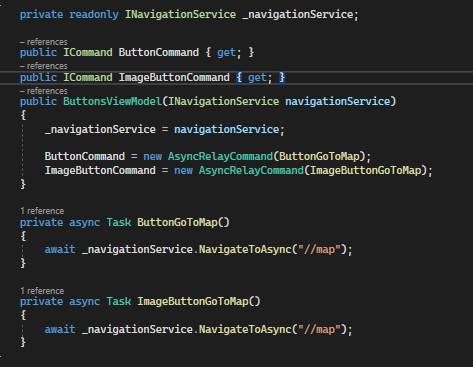 private readonly INavigationService _navigationService;
– references
public ICommand ButtonCommand { get; }
– references
public ICommand ImageButtonCommand { get; }
– references
public ButtonsViewModel(INavigationService navigationService)
{
_navigationService = navigationService;
ButtonCommand = new AsyncRelayCommand(ButtonGoToMap);
ImageButtonCommand = new AsyncRelayCommand(ImageButtonGoToMap);
}
1 reference
private async Task ButtonGoToMap()
{
await _navigationService.NavigateToAsync("//map");
}
1 reference
private async Task ImageButtonGoToMap()
{
await _navigationService.NavigateToAsync("//map");
}